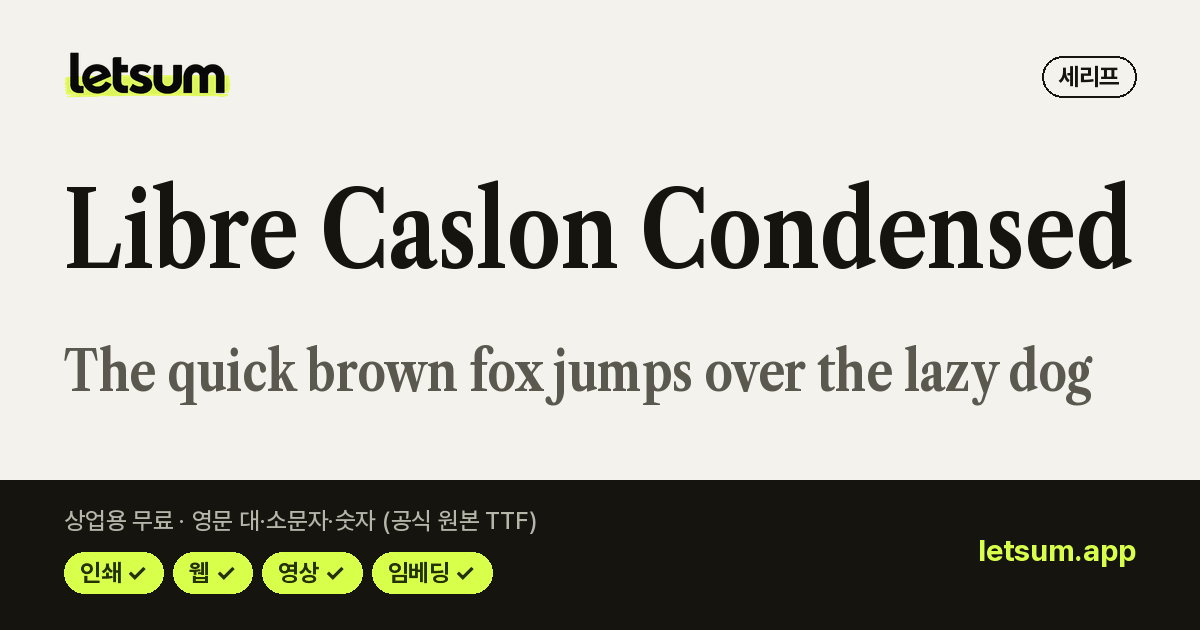 letsum
세리프
Libre Caslon Condensed
The quick brown fox jumps over the lazy dog
상업용 무료 · 영문 대·소문자·숫자 (공식 원본 TTF)
인쇄 ✓ 웹 ✓ 영상 ✓ 임베딩 ✓
letsum.app